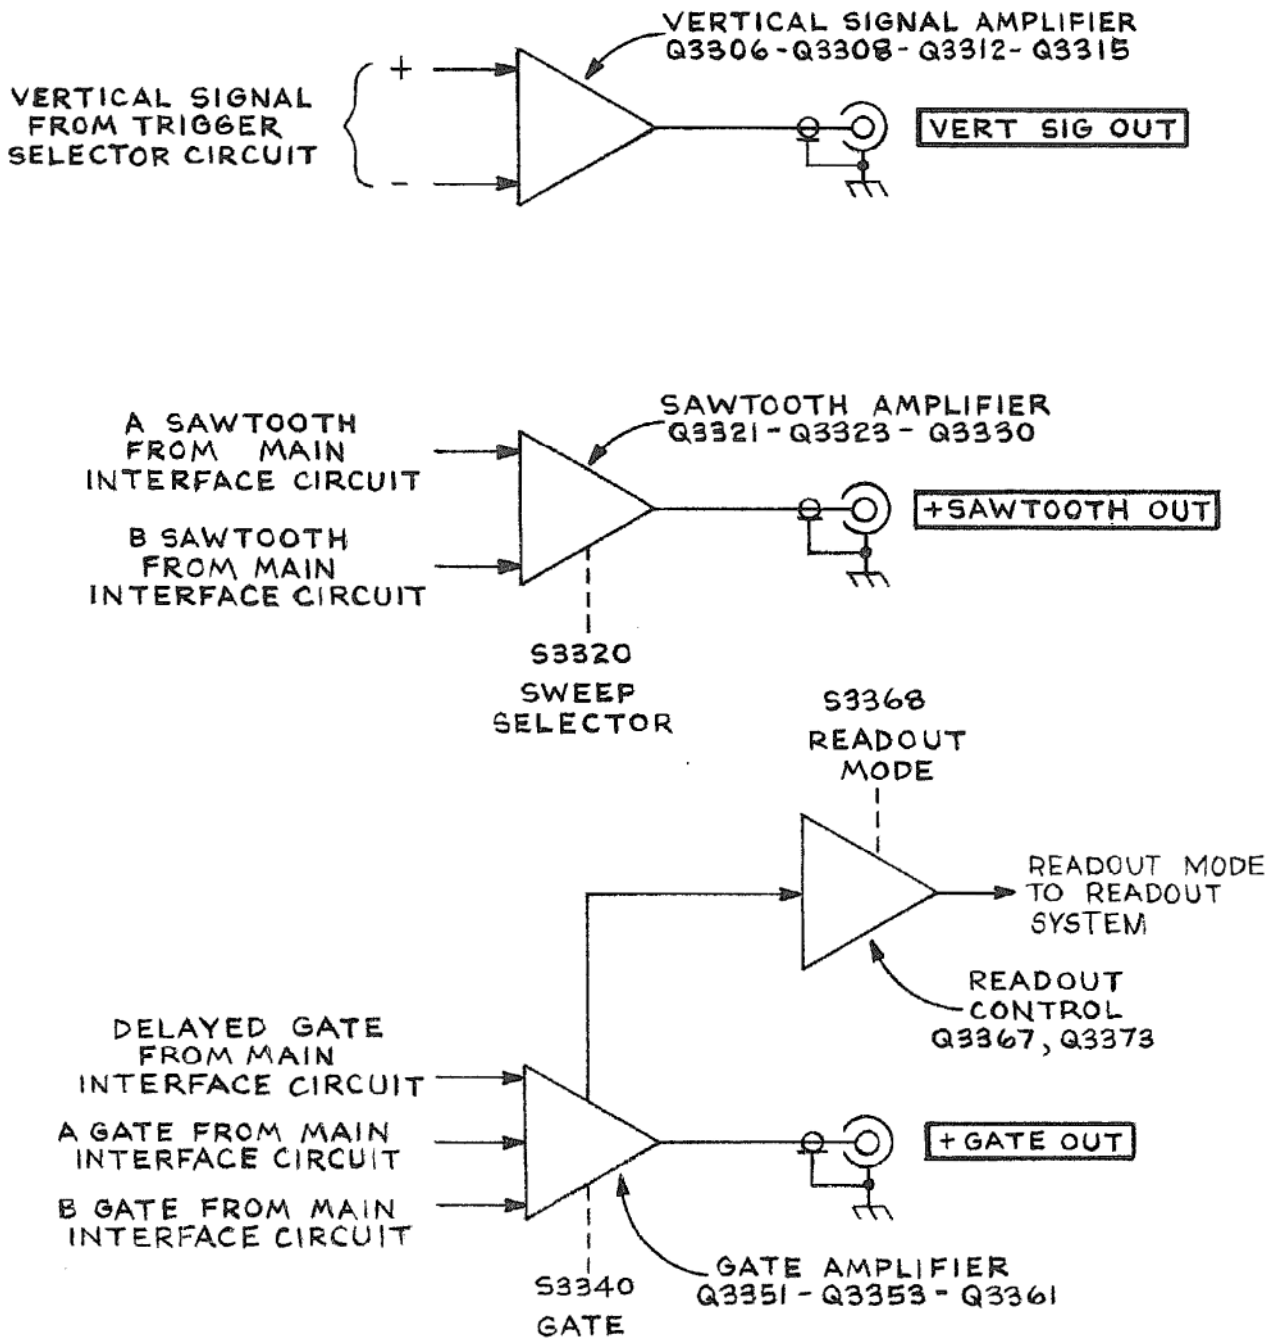 VERTICAL SIGNAL AMPLIFIER
Q3306-Q3308-Q3312-Q3315
VERTICAL SIGNAL
FROM TRIGGER
SELECTOR CIRCUIT
+
-
VERT SIG OUT
A SAWTOOTH
FROM MAIN
INTERFACE CIRCUIT
B SAWTOOTH
FROM MAIN
INTERFACE CIRCUIT
SAWTOOTH AMPLIFIER
Q3321-Q3323-Q3330
+SAWTOOTH OUT
S3320
SWEEP
SELECTOR
S3368
READOUT
MODE
READOUT MODE
TO READOUT
SYSTEM
READOUT
CONTROL
Q3367, Q3373
DELAYED GATE
FROM MAIN
INTERFACE CIRCUIT
A GATE FROM MAIN
INTERFACE CIRCUIT
B GATE FROM MAIN
INTERFACE CIRCUIT
+GATE OUT
S3340
GATE
GATE AMPLIFIER
Q3351-Q3353-Q3361